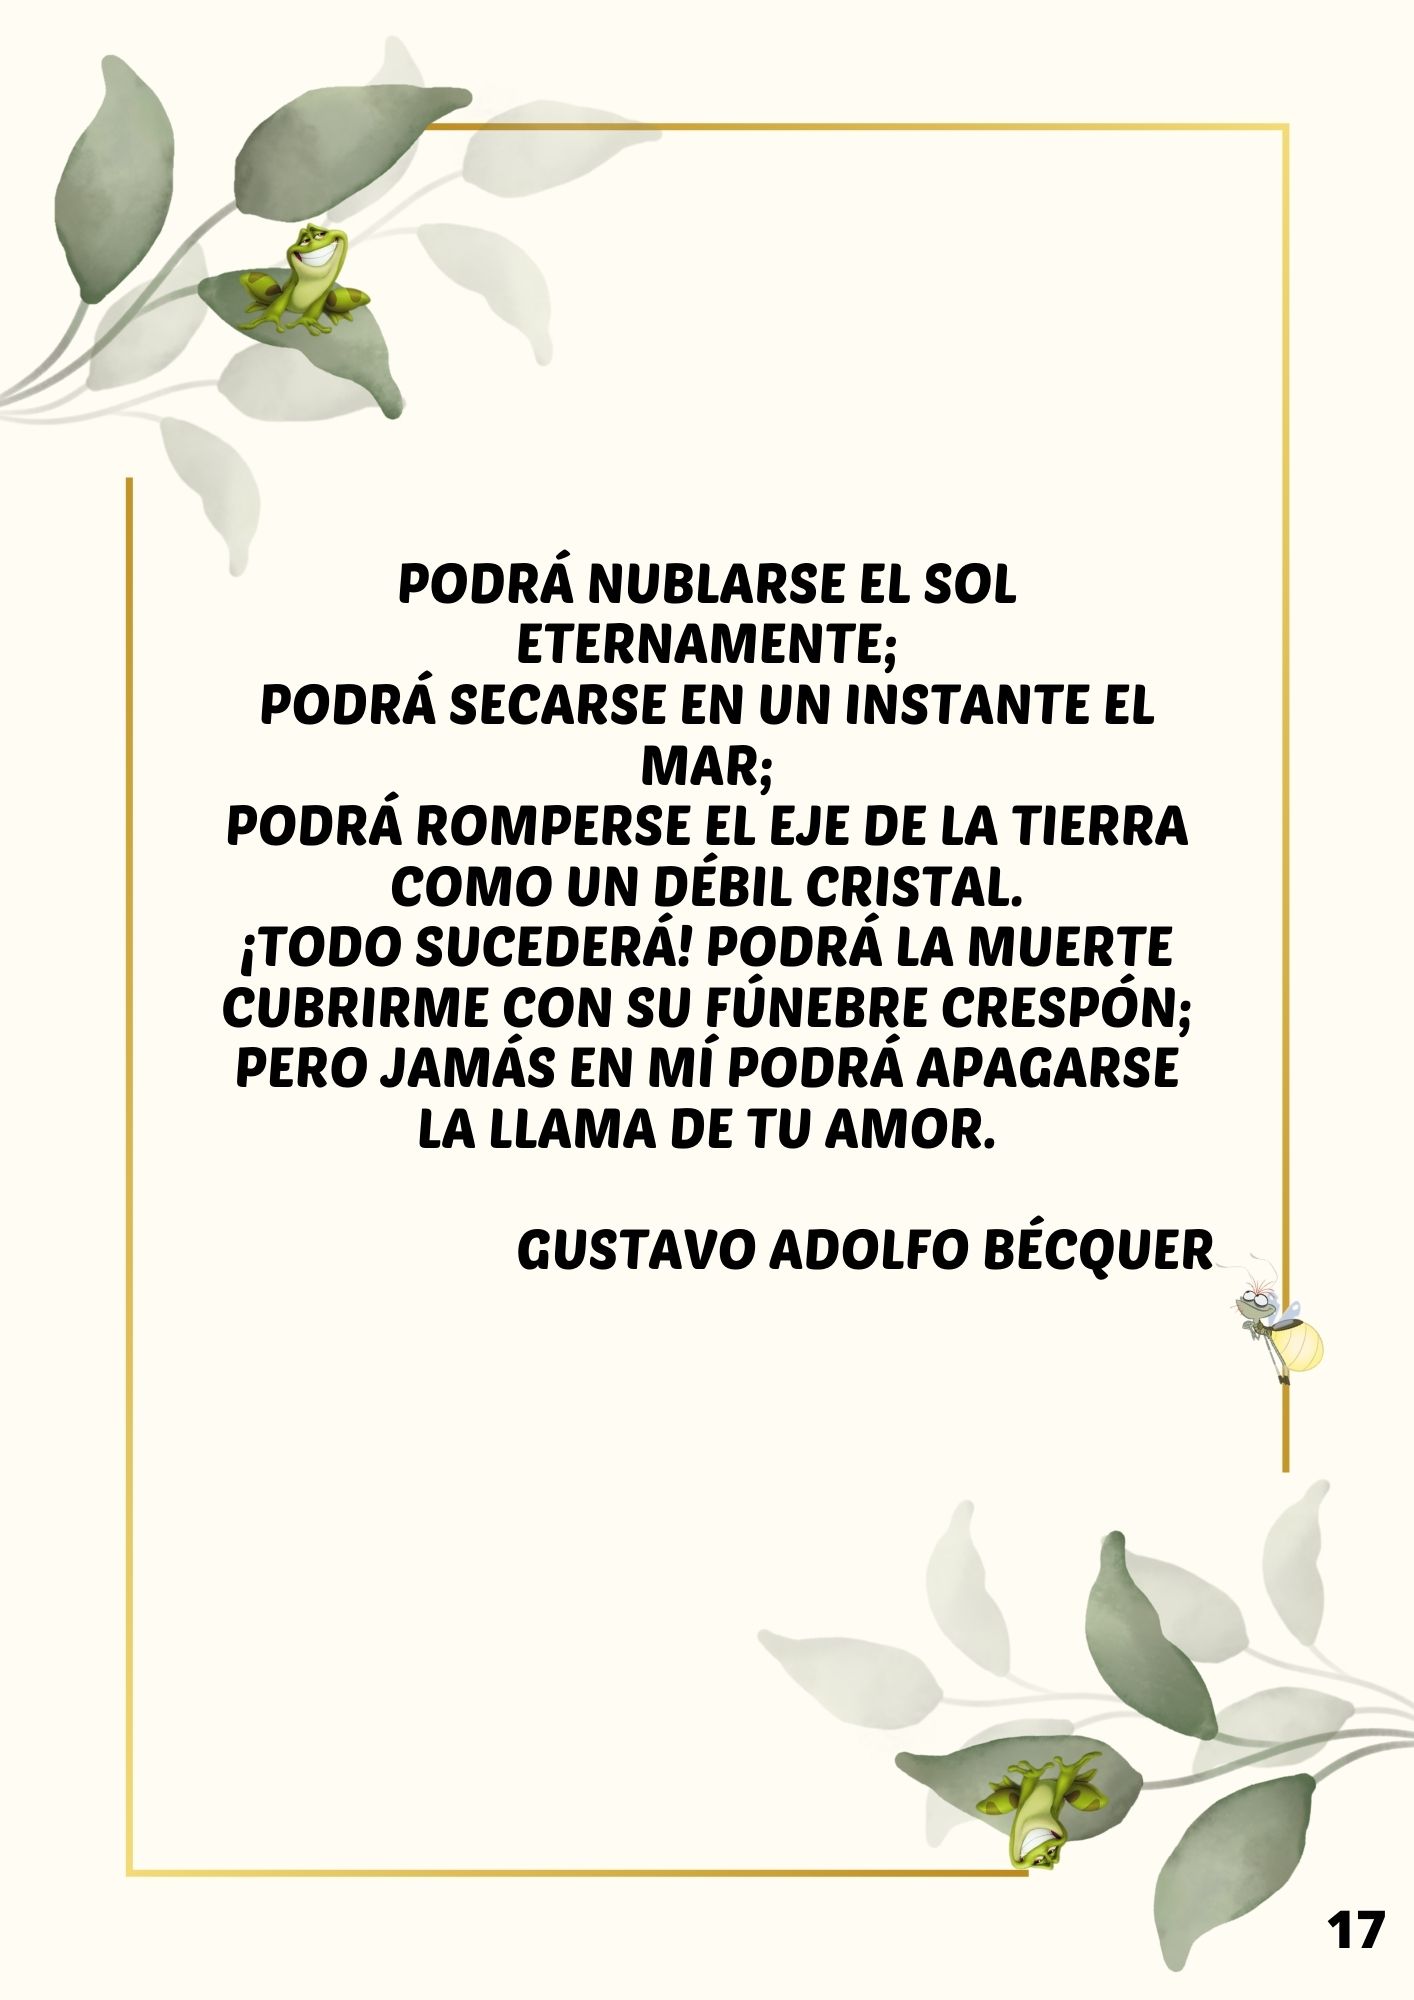 PODRÁ NUBLARSE EL SOL
ETERNAMENTE;
PODRÁ SECARSE EN UN INSTANTE EL
MAR;
PODRÁ ROMPERSE EL EJE DE LA TIERRA
COMO UN DÉBIL CRISTAL.
¡TODO SUCEDERÁ! PODRÁ LA MUERTE
CUBRIRME CON SU FÚNEBRE CRESPÓN;
PERO JAMÁS EN MÍ PODRÁ APAGARSE
LA LLAMA DE TU AMOR.
GUSTAVO ADOLFO BÉCQUER
17